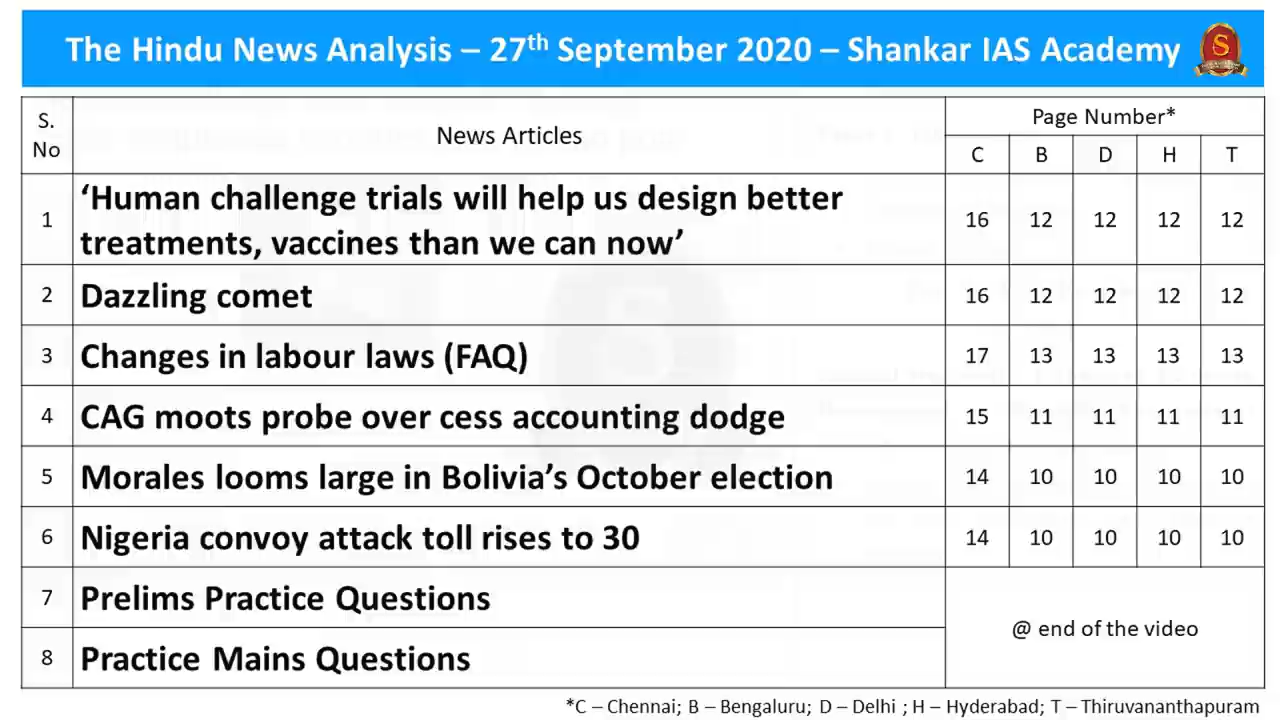 The Hindu News Analysis – 27th September 2020 – Shankar IAS Academy
S. No News Articles Page Number*
C B D H T
1 ‘Human challenge trials will help us design better
treatments, vaccines than we can now’ 16 12 12 12 12
2 Dazzling comet 16 12 12 12 12
3 Changes in labour laws (FAQ) 17 13 13 13 13
4 CAG moots probe over cess accounting dodge 15 11 11 11 11
5 Morales looms large in Bolivia’s October election 14 10 10 10 10
6 Nigeria convoy attack toll rises to 30 14 10 10 10 10
7 Prelims Practice Questions
@ end of the video
8 Practice Mains Questions
*C – Chennai; B – Bengaluru; D – Delhi ; H – Hyderabad; T – Thiruvananthapuram